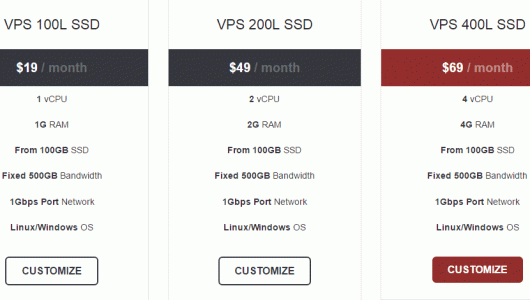 VPS 100L SSD
$19 / month
1 vCPU
1G RAM
From 100GB SSD
Fixed 500GB Bandwidth
1Gbps Port Network
Linux/Windows OS
CUSTOMIZE
VPS 200L SSD
$49 / month
2 vCPU
2G RAM
From 100GB SSD
Fixed 500GB Bandwidth
1Gbps Port Network
Linux/Windows OS
CUSTOMIZE
VPS 400L SSD
$69 / month
4 vCPU
4G RAM
From 100GB SSD
Fixed 500GB Bandwidth
1Gbps Port Network
Linux/Windows OS
CUSTOMIZE